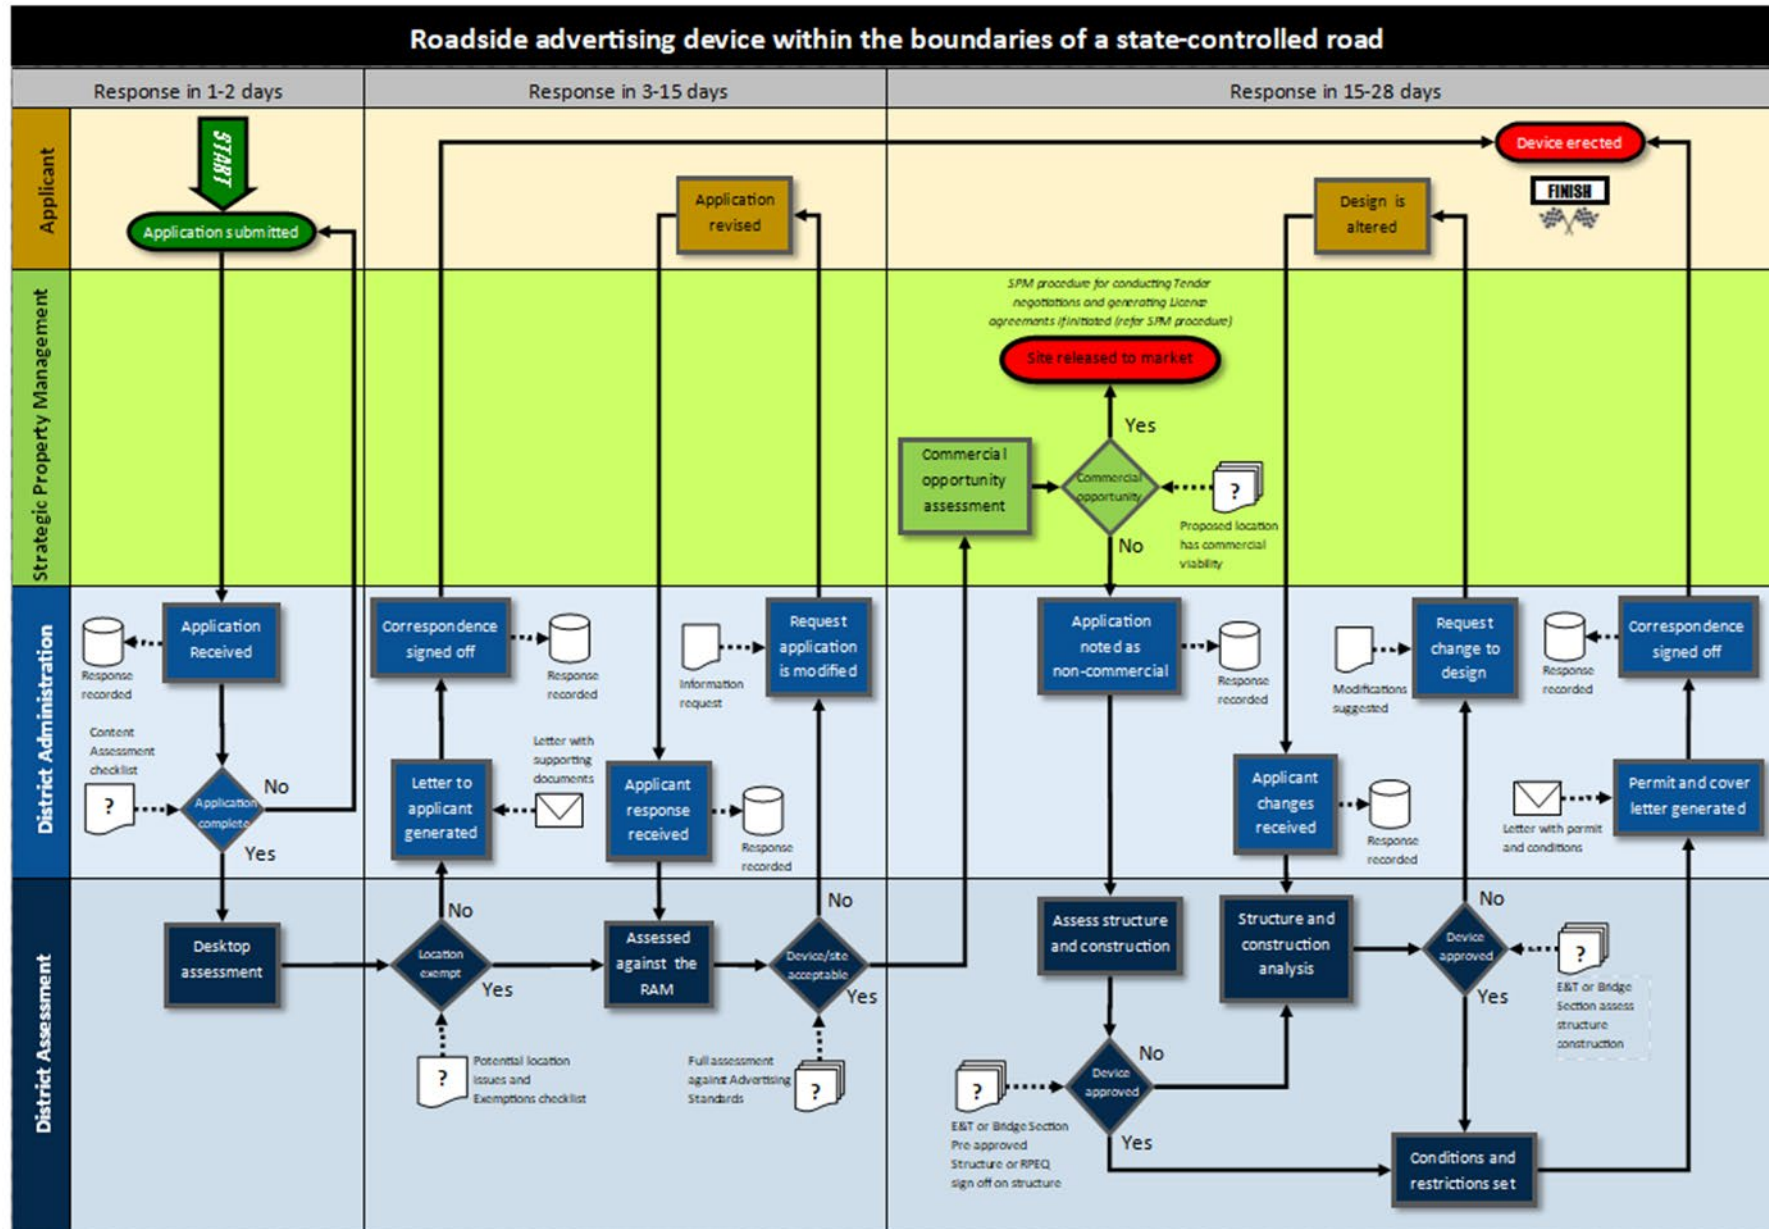 Roadside advertising device within the boundaries of a state-controlled road
Response in 1-2 days
Response in 3-15 days
Response in 15-28 days
Applicant
START
Application submitted
Application
revised
Design is
altered
Device erected
FINISH
Strategic Property Management
SPM procedure for conducting Tender
negotiations and generating License
agreements if initiated (refer SPM procedure)
Site released to market
Yes
Commercial
opportunity
assessment
Commercial
opportunity
?
Proposed location
has commercial
viability
No
District Administration
Application
Received
Response
recorded
Content
Assessment
checklist
?
Application
complete
No
Yes
Correspondence
signed off
Response
recorded
Letter to
applicant
generated
Letter with
supporting
documents
Information
request
Request
application
is modified
Applicant
response
received
Response
recorded
Application
noted as
non-commercial
Response
recorded
Modifications
suggested
Request
change to
design
Applicant
changes
received
Response
recorded
Response
recorded
Correspondence
signed off
Letter with permit
and conditions
Permit and cover
letter generated
District Assessment
Desktop
assessment
No
Location
exempt
Yes
?
Potential location
issues and
Exemptions checklist
Assessed
against the
RAM
No
Device/site
acceptable
Yes
Full assessment
against Advertising
Standards
?
Assess structure
and construction
Structure and
construction
analysis
No
Device
approved
Yes
?
E&T or Bridge
Section assess
structure
construction
?
E&T or Bridge Section
Pre approved
Structure or RPEQ
sign off on structure
No
Device
approved
Yes
Conditions and
restrictions set